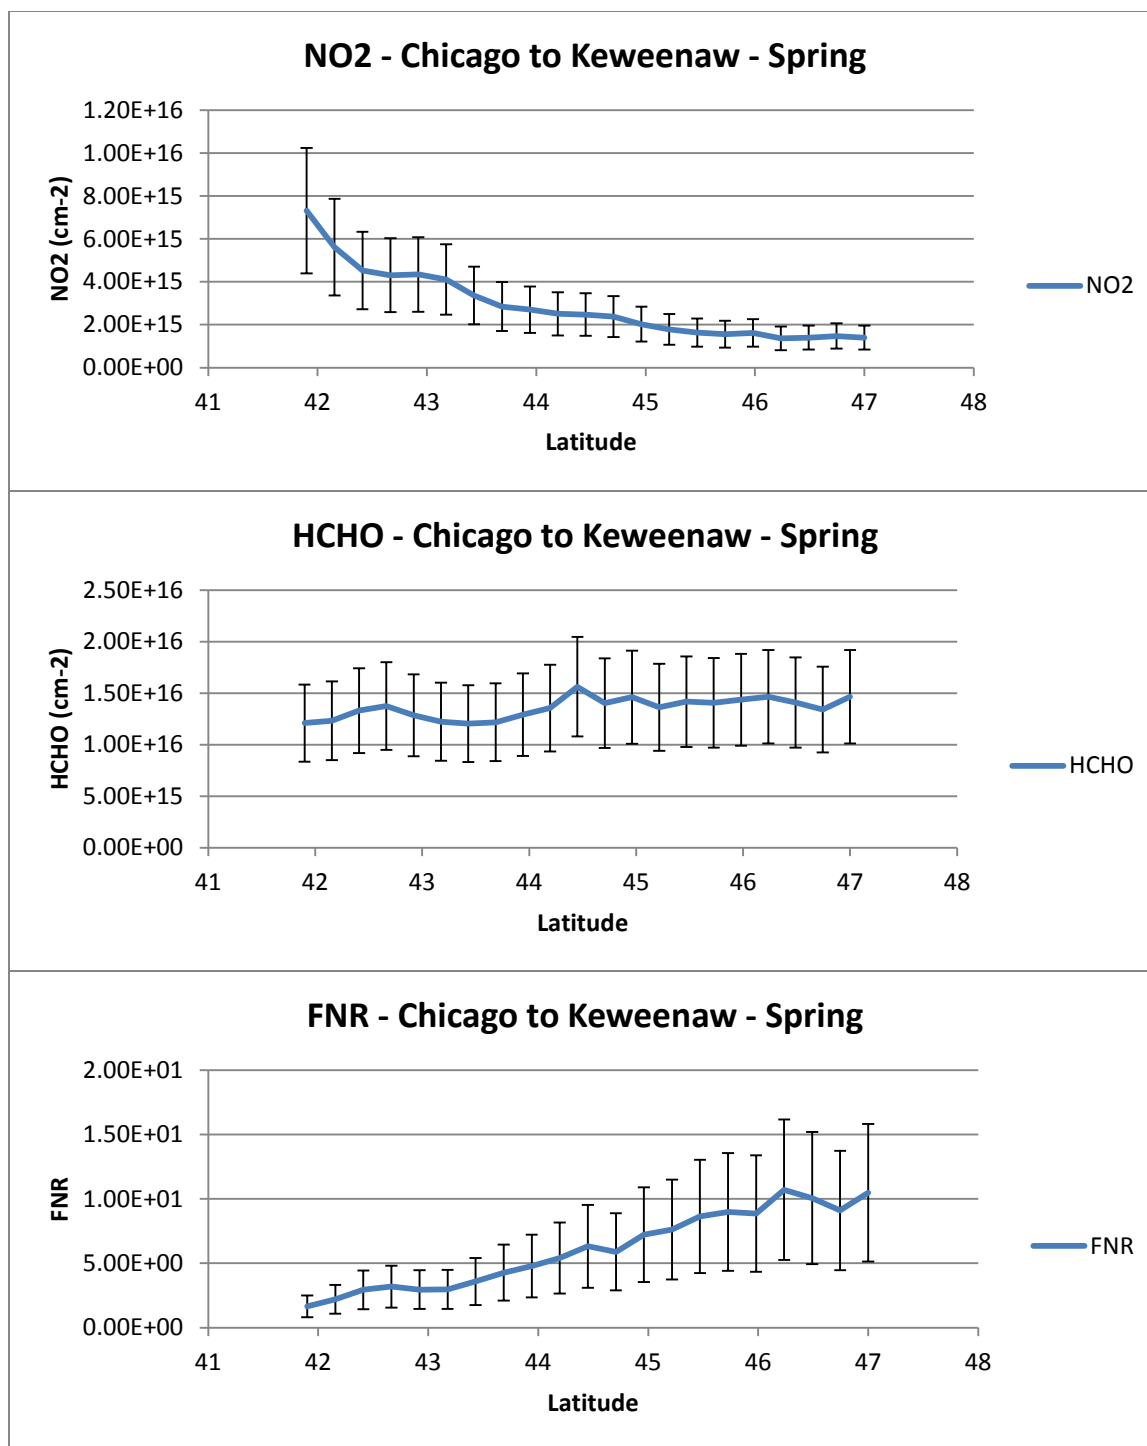 NO2 - Chicago to Keweenaw - Spring
1.20E+16
1.00E+16
8.00E+15
6.00E+15
4.00E+15
2.00E+15
0.00E+00
NO2 (cm-2)
41 42 43 44 45 46 47 48
Latitude
NO2
HCHO - Chicago to Keweenaw - Spring
2.50E+16
2.00E+16
1.50E+16
1.00E+16
5.00E+15
0.00E+00
HCHO (cm-2)
41 42 43 44 45 46 47 48
Latitude
HCHO
FNR - Chicago to Keweenaw - Spring
2.00E+01
1.50E+01
1.00E+01
5.00E+00
0.00E+00
FNR
41 42 43 44 45 46 47 48
Latitude
FNR